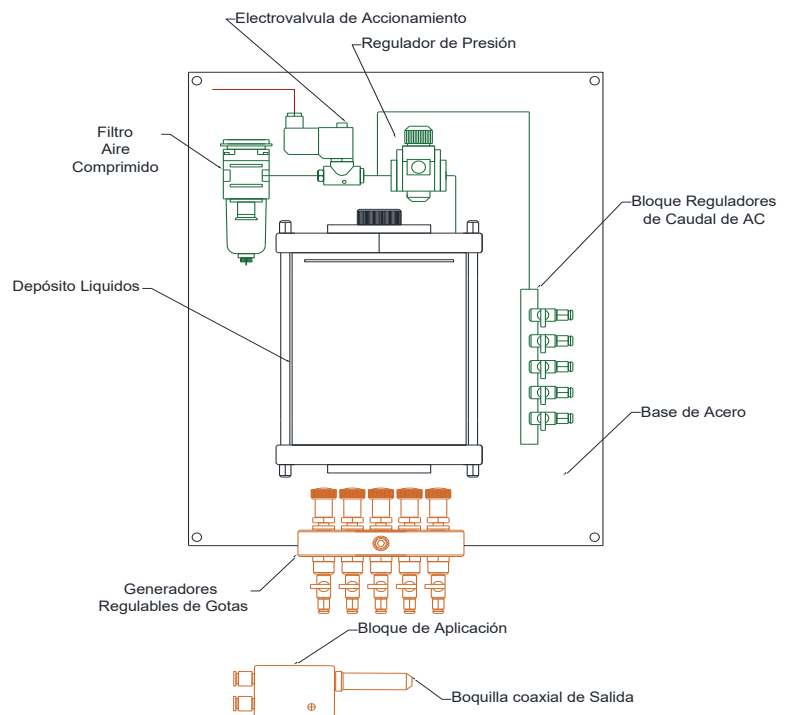 Electrovalvula de Accionamiento
Regulador de Presión
Filtro
Aire
Comprimido
Bloque Reguladores
de Caudal de AC
Depósito Liquidos
Base de Acero
Generadores
Regulables de Gotas
Bloque de Aplicación
Boquilla coaxial de Salida